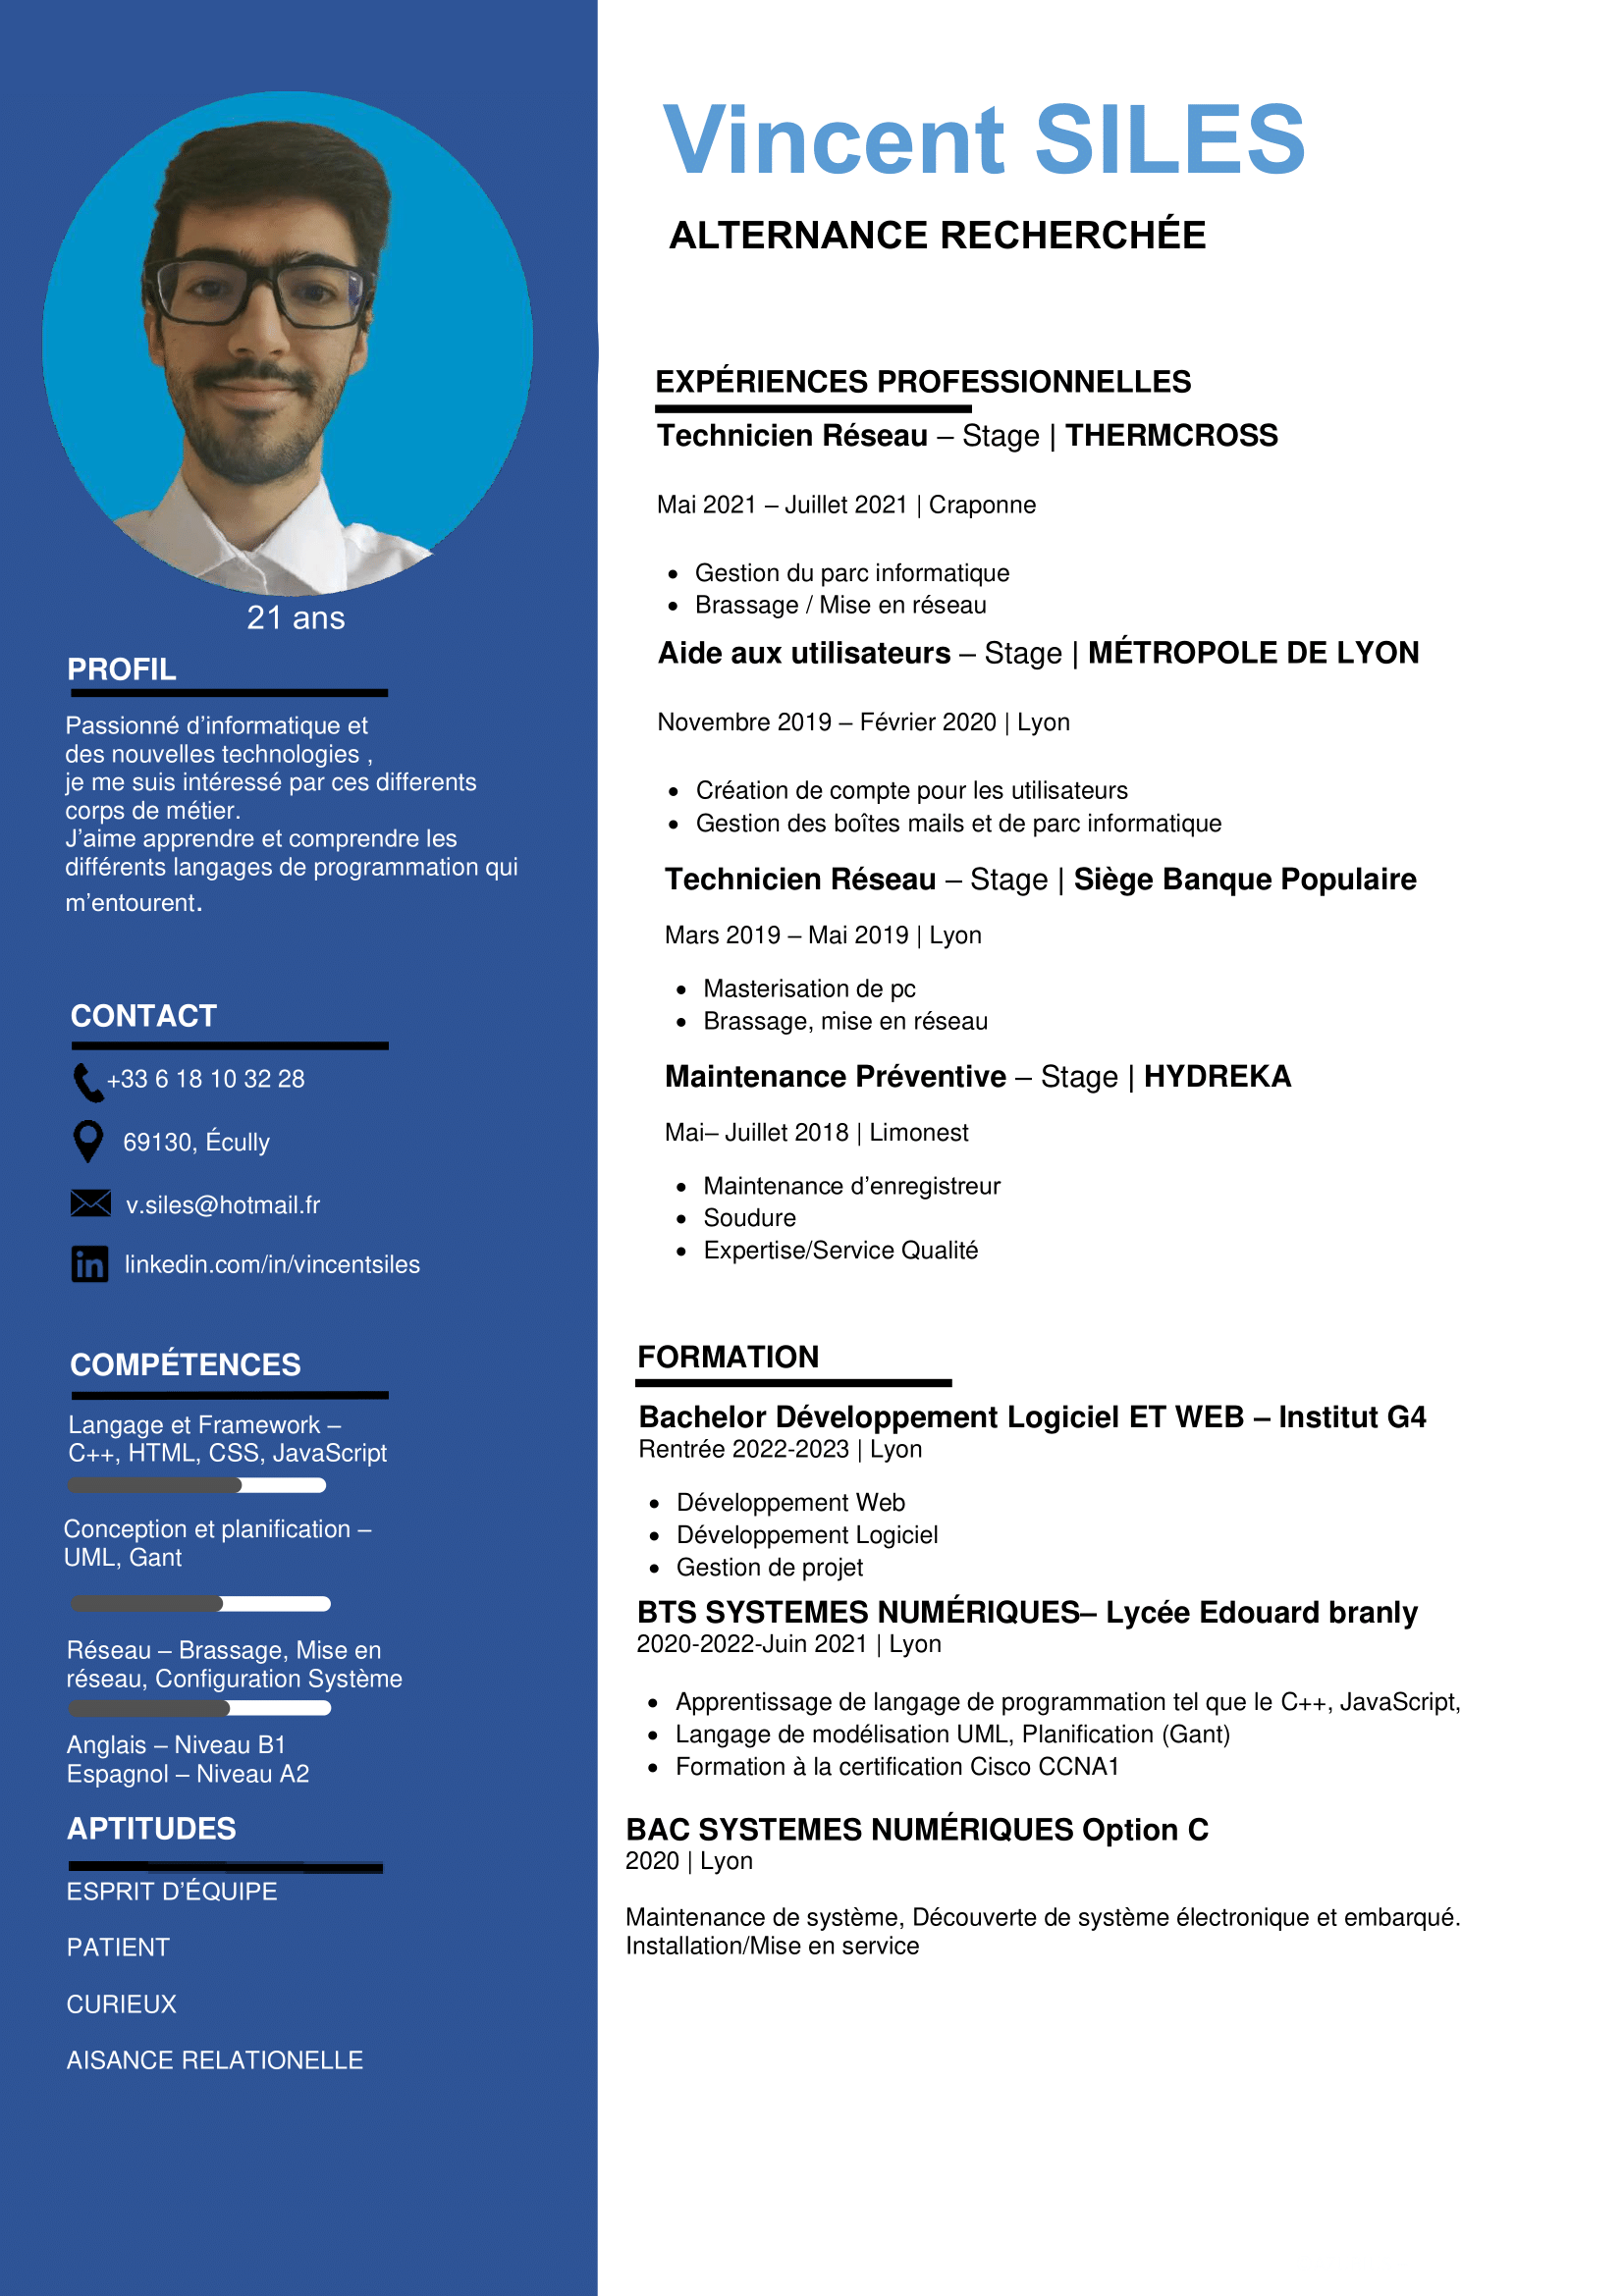 21 ans
PROFIL
Passionné d’informatique et
des nouvelles technologies ,
je me suis intéressé par ces differents
corps de métier.
J’aime apprendre et comprendre les
différents langages de programmation qui
m’entourent.
CONTACT
+33 6 18 10 32 28
69130, Écully
v.siles@hotmail.fr
in linkedin.com/in/vincentsiles
COMPÉTENCES
Langage et Framework –
C++, HTML, CSS, JavaScript
Conception et planification –
UML, Gant
Réseau – Brassage, Mise en
réseau, Configuration Système
Anglais – Niveau B1
Espagnol – Niveau A2
APTITUDES
ESPRIT D’ÉQUIPE
PATIENT
CURIEUX
AISANCE RELATIONELLE
Vincent SILES
ALTERNANCE RECHERCHÉE
EXPÉRIENCES PROFESSIONNELLES
Technicien Réseau – Stage | THERMCROSS
Mai 2021 – Juillet 2021 | Craponne
• Gestion du parc informatique
• Brassage / Mise en réseau
Aide aux utilisateurs – Stage | MÉTROPOLE DE LYON
Novembre 2019 – Février 2020 | Lyon
• Création de compte pour les utilisateurs
• Gestion des boîtes mails et de parc informatique
Technicien Réseau – Stage | Siège Banque Populaire
Mars 2019 – Mai 2019 | Lyon
• Masterisation de pc
• Brassage, mise en réseau
Maintenance Préventive – Stage | HYDREKA
Mai– Juillet 2018 | Limonest
• Maintenance d’enregistreur
• Soudure
• Expertise/Service Qualité
FORMATION
Bachelor Développement Logiciel ET WEB – Institut G4
Rentrée 2022-2023 | Lyon
• Développement Web
• Développement Logiciel
• Gestion de projet
BTS SYSTEMES NUMÉRIQUES– Lycée Edouard branly
2020-2022-Juin 2021 | Lyon
• Apprentissage de langage de programmation tel que le C++, JavaScript,
• Langage de modélisation UML, Planification (Gant)
• Formation à la certification Cisco CCNA1
BAC SYSTEMES NUMÉRIQUES Option C
2020 | Lyon
Maintenance de système, Découverte de système électronique et embarqué.
Installation/Mise en service